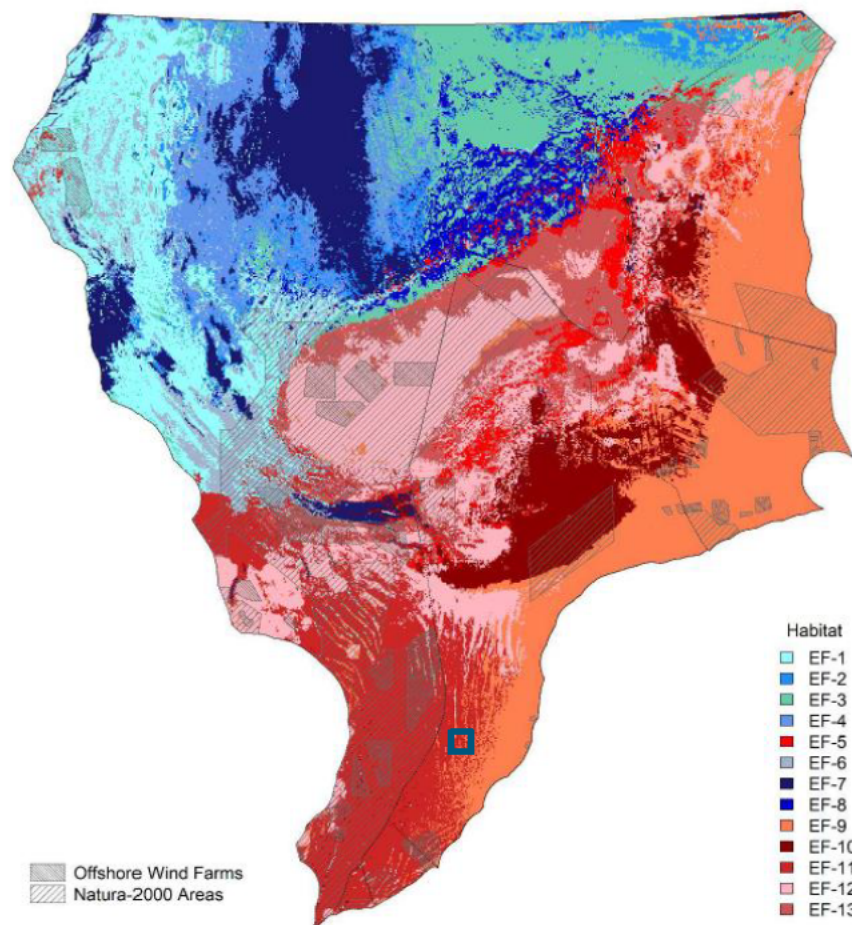 Habitat
EF-1
EF-2
EF-3
EF-4
EF-5
EF-6
EF-7
EF-8
EF-9
EF-10
EF-11
EF-12
EF-13
Offshore Wind Farms
Natura-2000 Areas